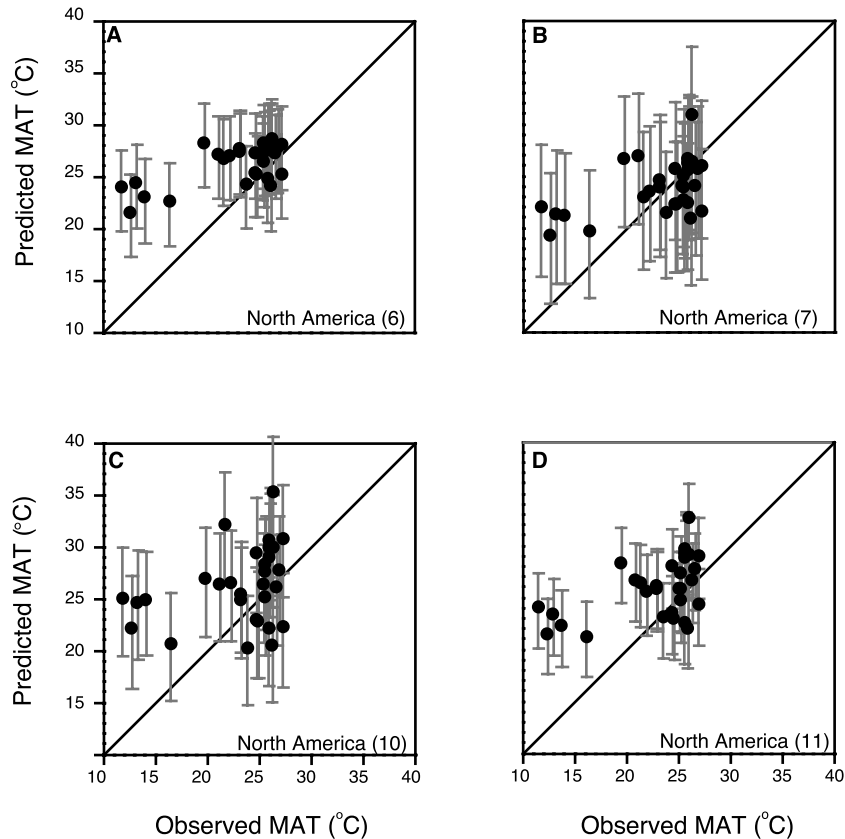 A
40
35
30
25
20
15
10
Predicted MAT (°C)
North America (6)
B
North America (7)
C
40
35
30
25
20
15
Predicted MAT (°C)
North America (10)
10 15 20 25 30 35 40
Observed MAT (°C)
D
North America (11)
10 15 20 25 30 35 40
Observed MAT (°C)